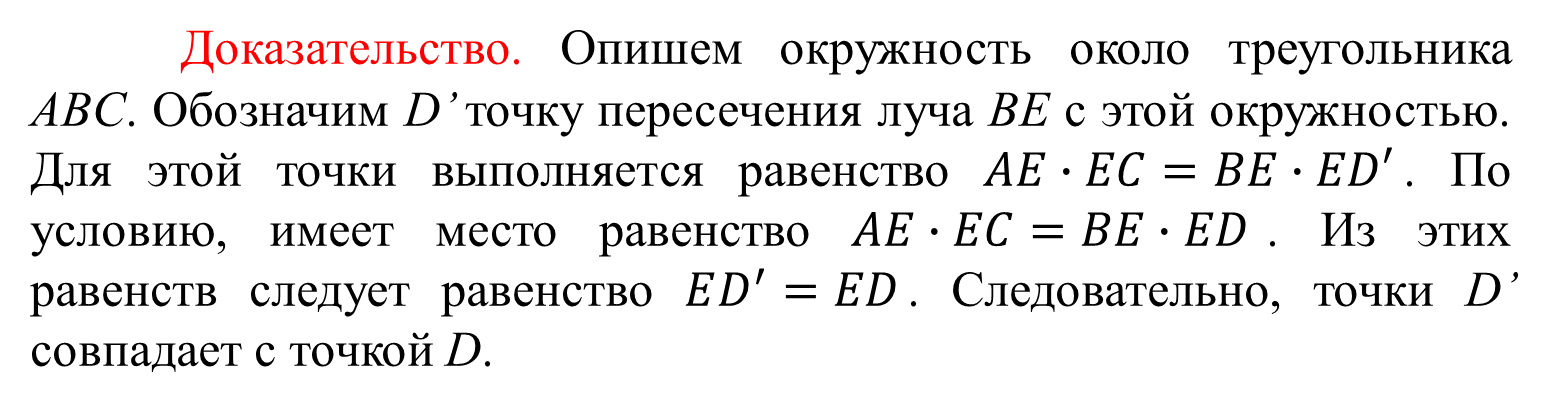 Доказательство. Опишем окружность около треугольника
ABC. Обозначим D’ точку пересечения луча BE с этой окружностью.
Для этой точки выполняется равенство AE · EC = BE · ED′ . По
условию, имеет место равенство AE · EC = BE · ED . Из этих
равенств следует равенство ED′ = ED . Следовательно, точки D’
совпадает с точкой D.